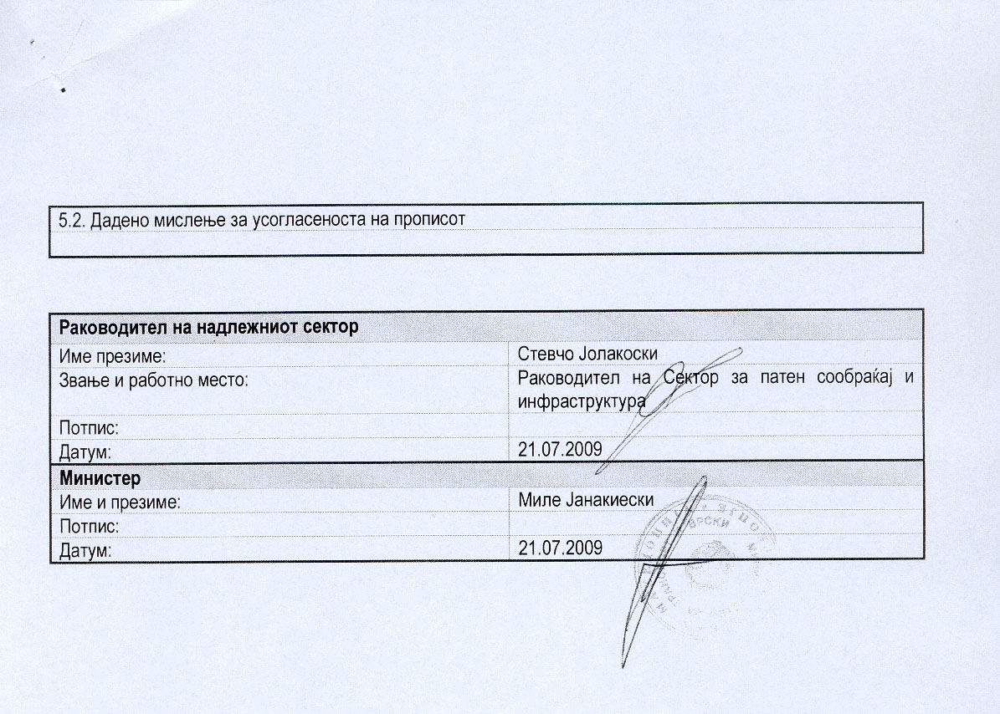 5.2. Дадено мислење за усогласеноста на прописот
Раководител на надлежниот сектор
Име презиме: Стевчо Јолакоски
Звање и работно место: Раководител на Сектор за патен сообраќај и
инфраструктура
Потпис:
Датум: 21.07.2009
Министер
Име и презиме: Миле Јанакиески
Потпис:
Датум: 21.07.2009
ВРСКИ